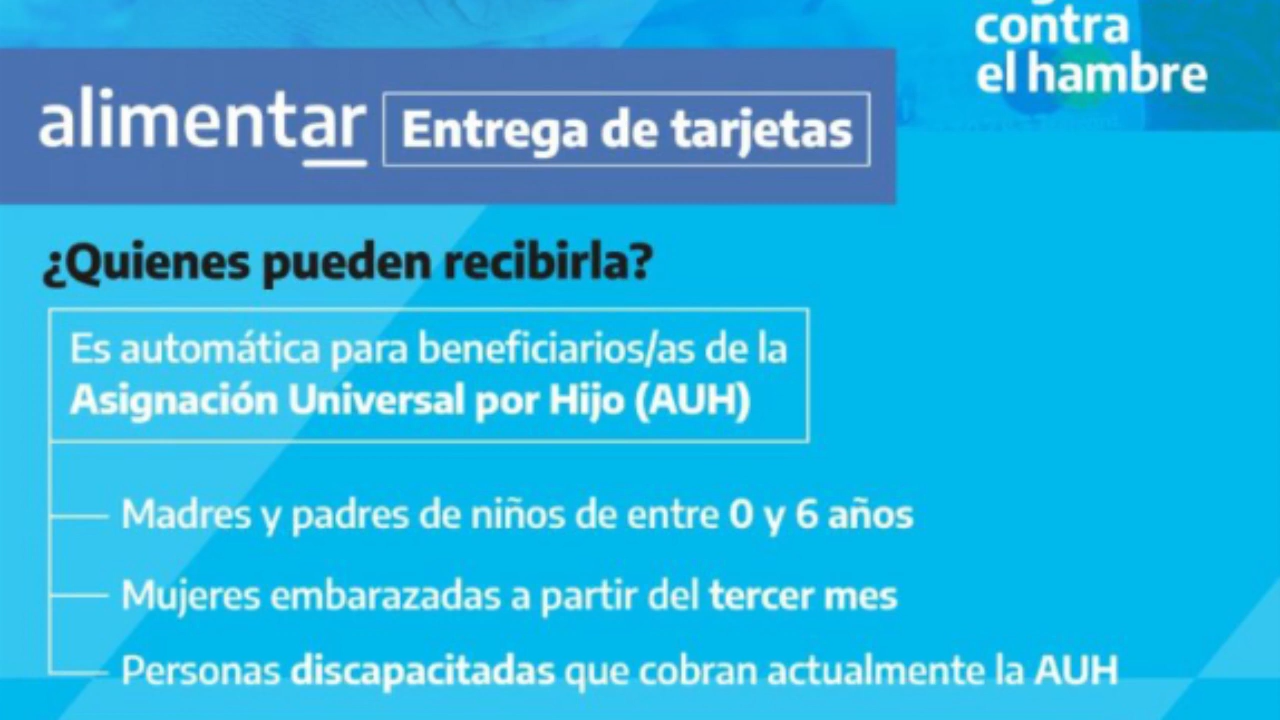 contra
el hambre
alimentar Entrega de tarjetas
¿Quienes pueden recibirla?
Es automática para beneficiarios/as de la
Asignación Universal por Hijo (AUH)
Madres y padres de niños de entre 0 y 6 años
Mujeres embarazadas a partir del tercer mes
Personas discapacitadas que cobran actualmente la AUH